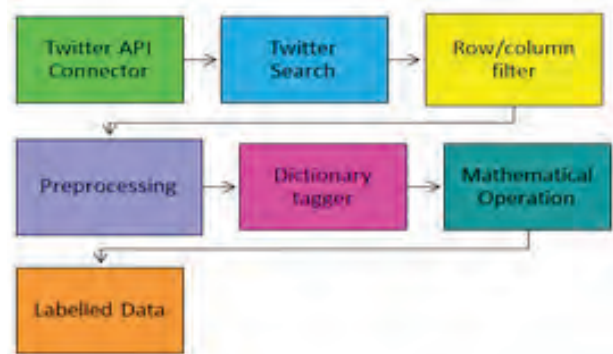 Twitter API
Connector
Twitter
Search
Row/column
filter
Preprocessing
Dictionary
tagger
Mathematical
Operation
Labelled Data